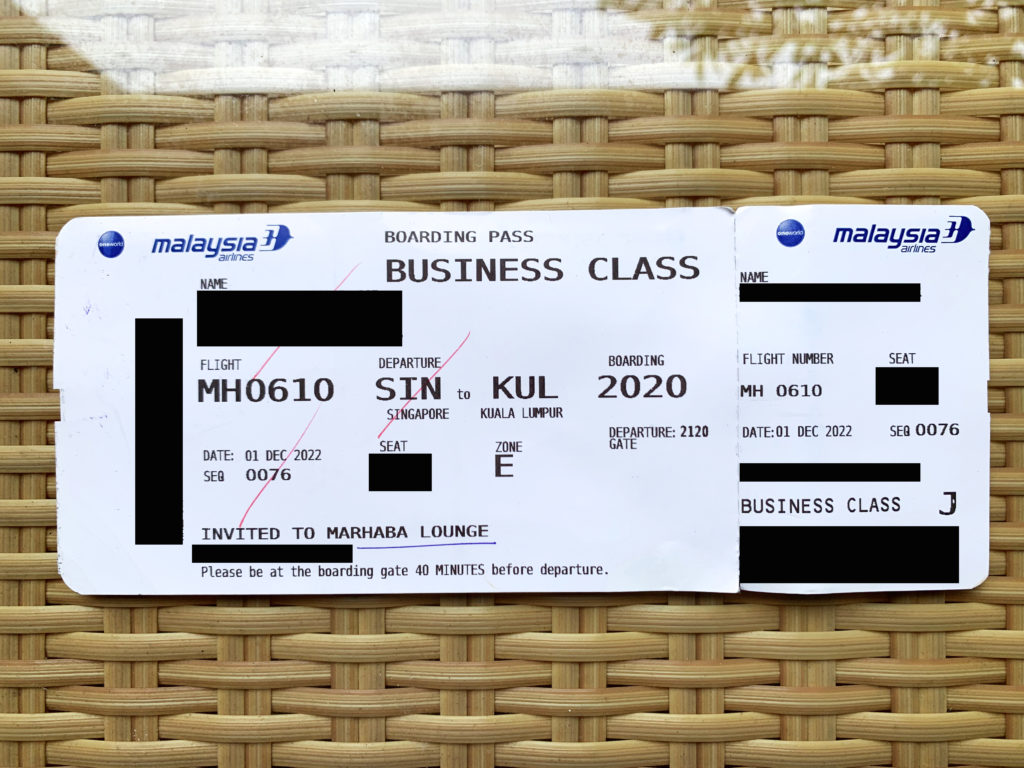 oneworld
malaysia airlines
BOARDING PASS
BUSINESS CLASS
NAME
FLIGHT DEPARTURE BOARDING
MH0610 SIN to KUL 2020
SINGAPORE KUALA LUMPUR
DEPARTURE: 2120
GATE
DATE: 01 DEC 2022 SEAT ZONE
SEQ 0076 E
INVITED TO MARHABA LOUNGE
Please be at the boarding gate 40 MINUTES before departure.
oneworld
malaysia airlines
NAME
FLIGHT NUMBER SEAT
MH 0610
DATE:01 DEC 2022 SEQ 0076
BUSINESS CLASS J